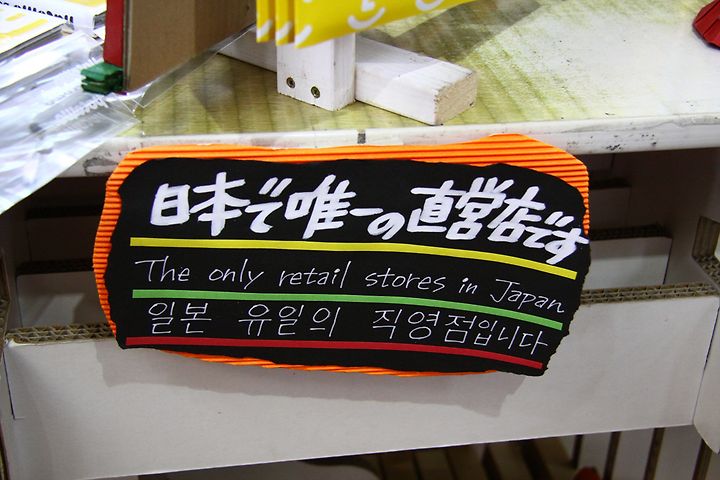 日本で唯一の直営店です
The only retail stores in Japan
일본 유일의 직영점입니다